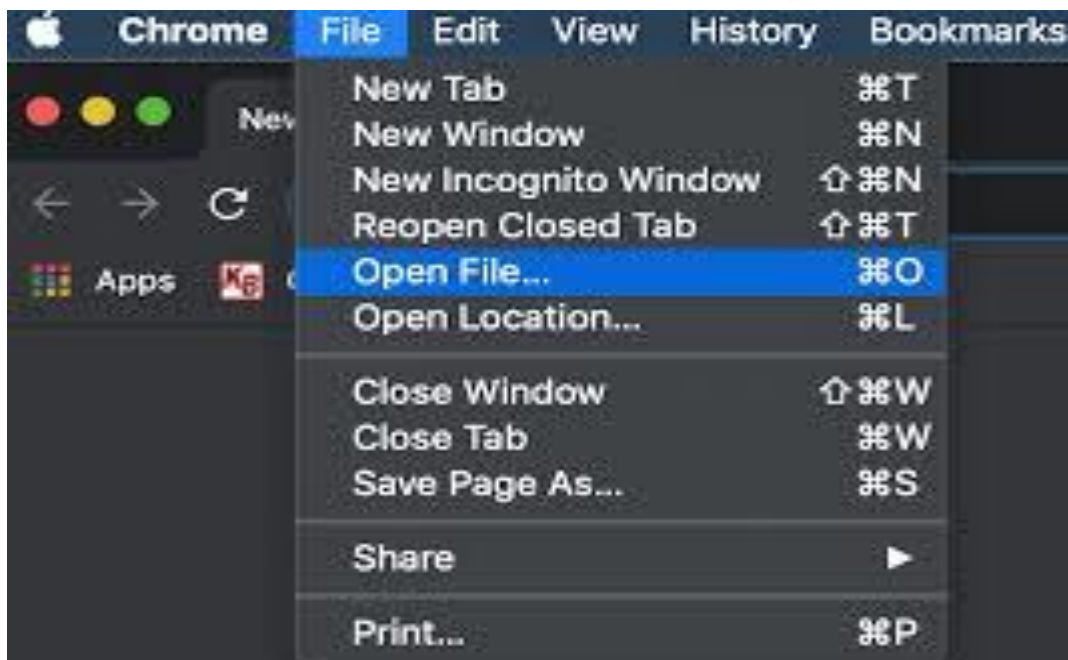 Chrome File Edit View History Bookmarks
New Tab ⌘T
New Window ⌘N
New Incognito Window ⇧⌘N
Reopen Closed Tab ⇧⌘T
Open File... ⌘O
Open Location... ⌘L
Close Window ⇧⌘W
Close Tab ⌘W
Save Page As... ⌘S
Share ▶
Print... ⌘P
Apps KB